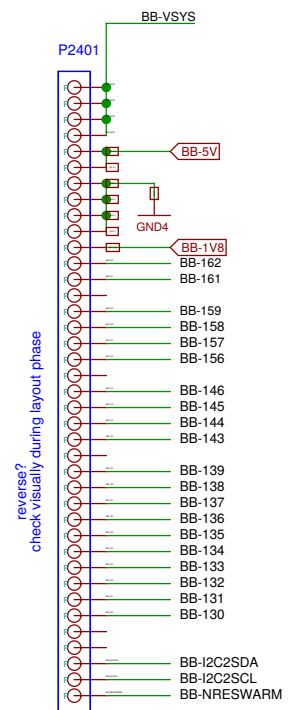 BB-VSYS
P2401
BB-5V
GND4
BB-1V8
BB-162
BB-161
BB-159
BB-158
BB-157
BB-156
BB-146
BB-145
BB-144
BB-143
reverse?
check visually during layout phase
BB-139
BB-138
BB-137
BB-136
BB-135
BB-134
BB-133
BB-132
BB-131
BB-130
BB-I2C2SDA
BB-I2C2SCL
BB-NRESWARM